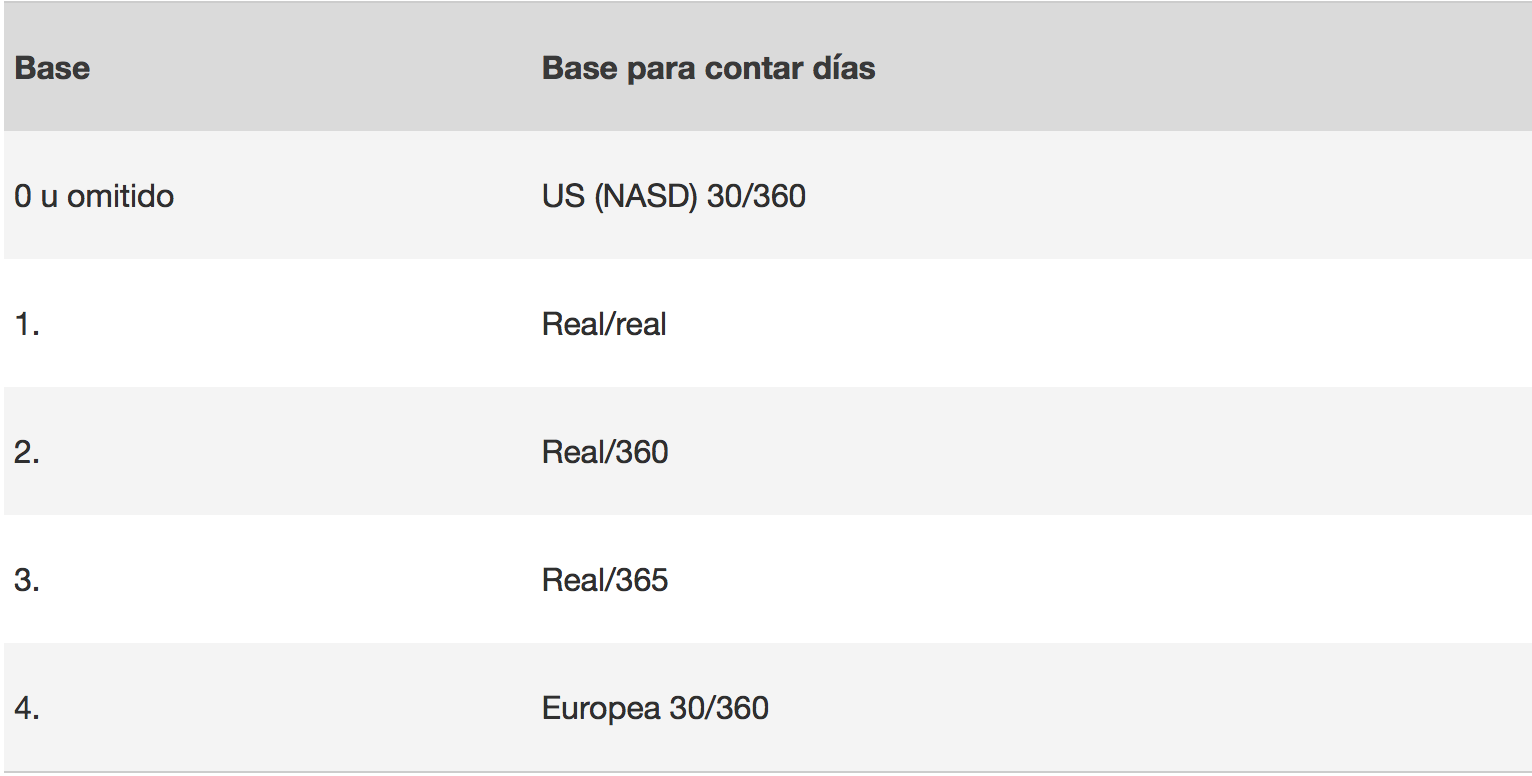 Base Base para contar días
0 u omitido US (NASD) 30/360
1. Real/real
2. Real/360
3. Real/365
4. Europea 30/360